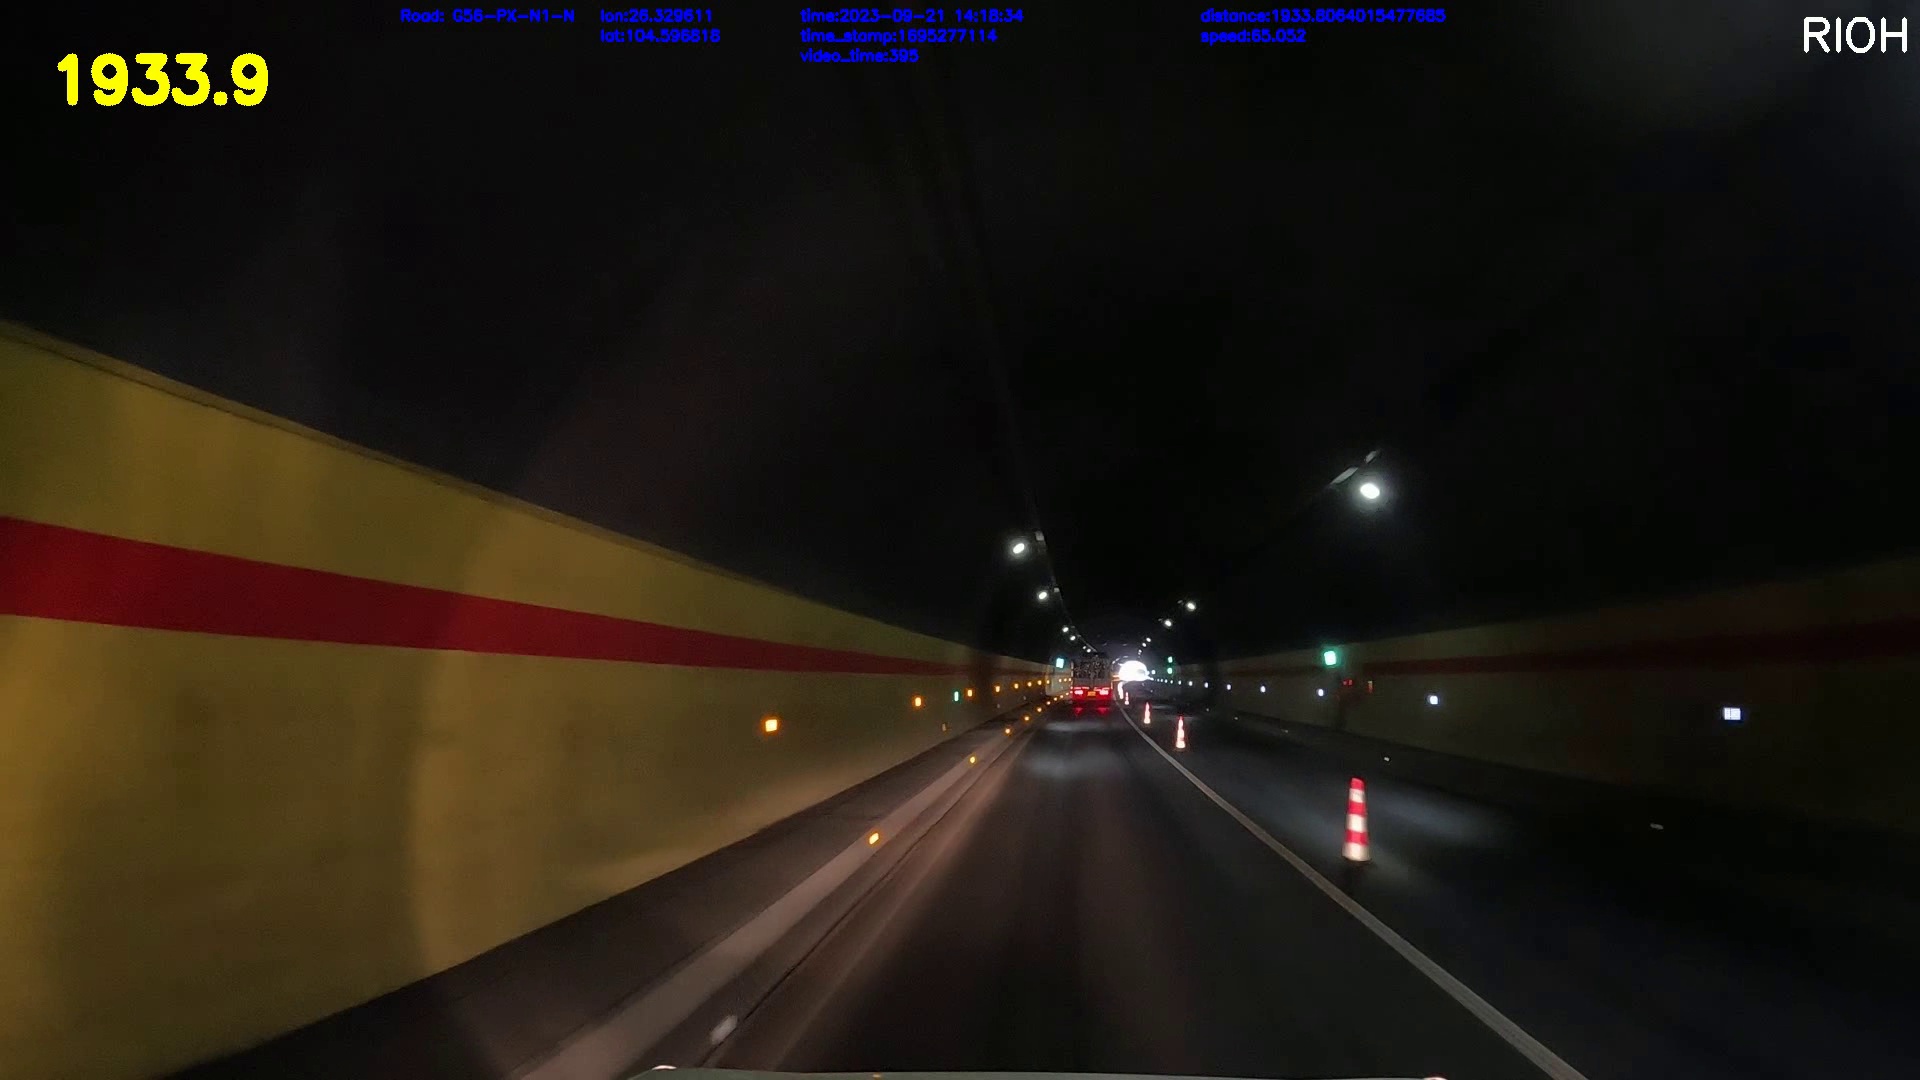 Road: G56-PX-N1-N lon:26.329611 time:2023-09-21 14:18:34 distance:1933.8064015477685
lat:104.596818 time_stamp:1695277114 speed:65.052
video_time:395
RIOH
1933.9